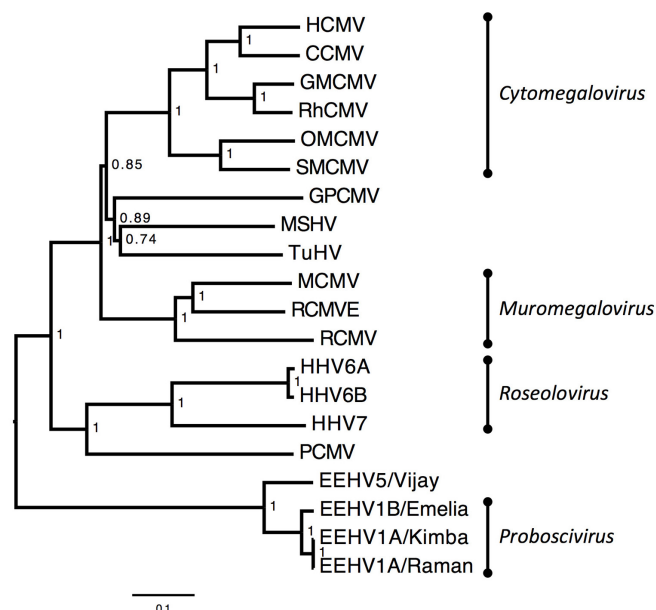 HCMV
1
CCMV
1
GMCMV
Cytomegalovirus
1
RhCMV
1
OMCMV
1
SMCMV
0.85
GPCMV
0.89
MSHV
1
0.74
TuHV
MCMV
1
RCMVE
Muromegalovirus
1
RCMV
1
HHV6A
1
HHV6B
Roseolovirus
1
HHV7
1
PCMV
EEHV5/Vijay
1
EEHV1B/Emelia
1
EEHV1A/Kimba
Proboscivirus
1
EEHV1A/Raman
0.1